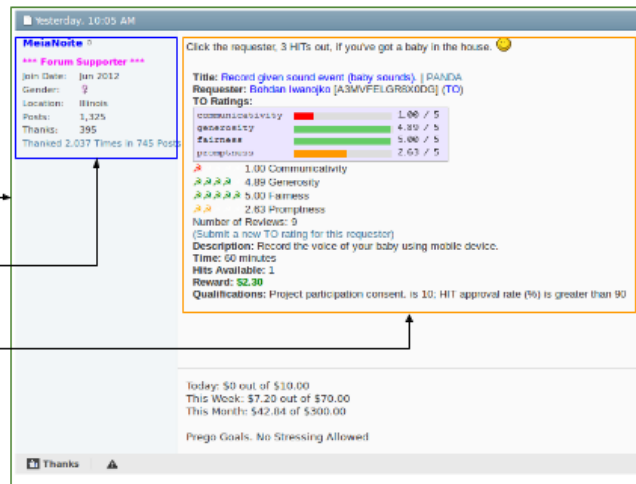 Yesterday, 10:05 AM
MeiaNoite
*** Forum Supporter ***
Join Date: Jun 2012
Gender: ♀
Location: Illinois
Posts: 1,325
Thanks: 395
Thanked 2,037 Times in 745 Posts
Click the requester, 3 HITs out, if you've got a baby in the house.
Title: Record given sound event (baby sounds). | PANDA
Requester: Bohdan Iwanojko [A3MVFELGR8X0DG] (TO)
TO Ratings:
communicativity 1.00 / 5
generosity 4.89 / 5
fairness 5.00 / 5
promptness 2.63 / 5
1.00 Communicativity
4.89 Generosity
5.00 Fairness
2.63 Promptness
Number of Reviews: 9
(Submit a new TO rating for this requester)
Description: Record the voice of your baby using mobile device.
Time: 60 minutes
Hits Available: 1
Reward: $2.30
Qualifications: Project participation consent. is 10; HIT approval rate (%) is greater than 90
Today: $0 out of $10.00
This Week: $7.20 out of $70.00
This Month: $42.84 of $300.00
Prego Goals. No Stressing Allowed
Thanks